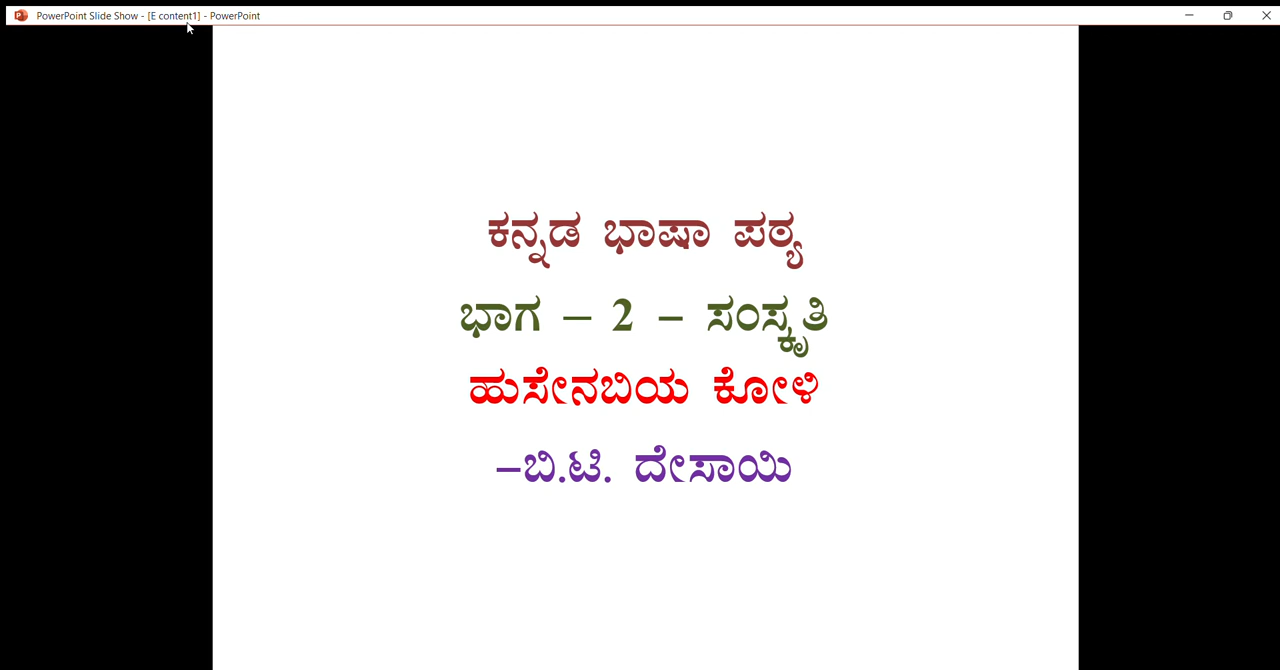 PowerPoint Slide Show - [E content1] - PowerPoint
ಕನ್ನಡ ಭಾಷಾ ಪಠ್ಯ
ಭಾಗ – 2 – ಸಂಸ್ಕೃತಿ
ಹುಸೇನಬಿಯ ಕೋಳಿ
–ಬಿ.ಟಿ. ದೇಸಾಯಿ